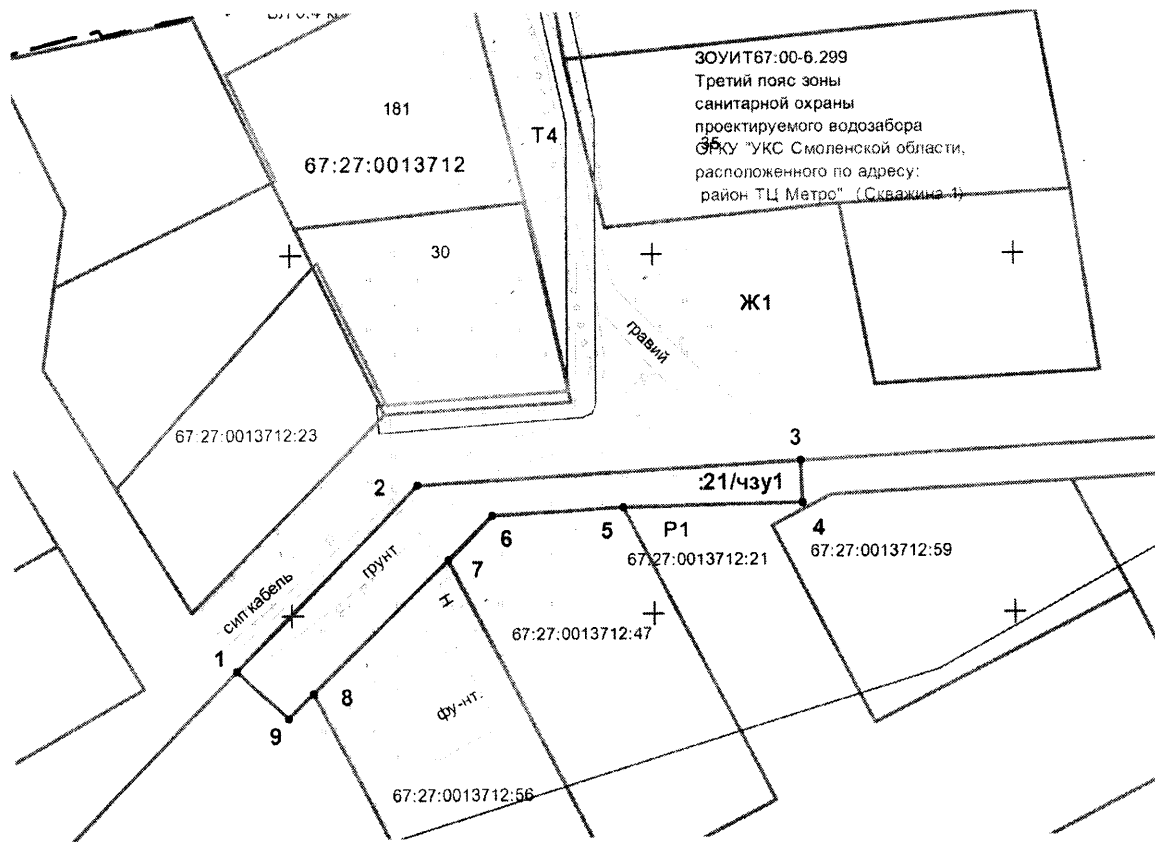 ЗОУИТ67:00-6.299
Третий пояс зоны
санитарной охраны
проектируемого водозабора
ОГКУ "УКС Смоленской области,
расположенного по адресу:
район ТЦ Метро" (Скважина 1)
35
181
Т4
67:27:0013712
30
Ж1
гравий
67:27:0013712:23
3
2
:21/чзу1
6
5
Р1
4
67:27:0013712:59
67:27:0013712:21
грунт
7
сип кабель
Н
67:27:0013712:47
1
8
9
67:27:0013712:56